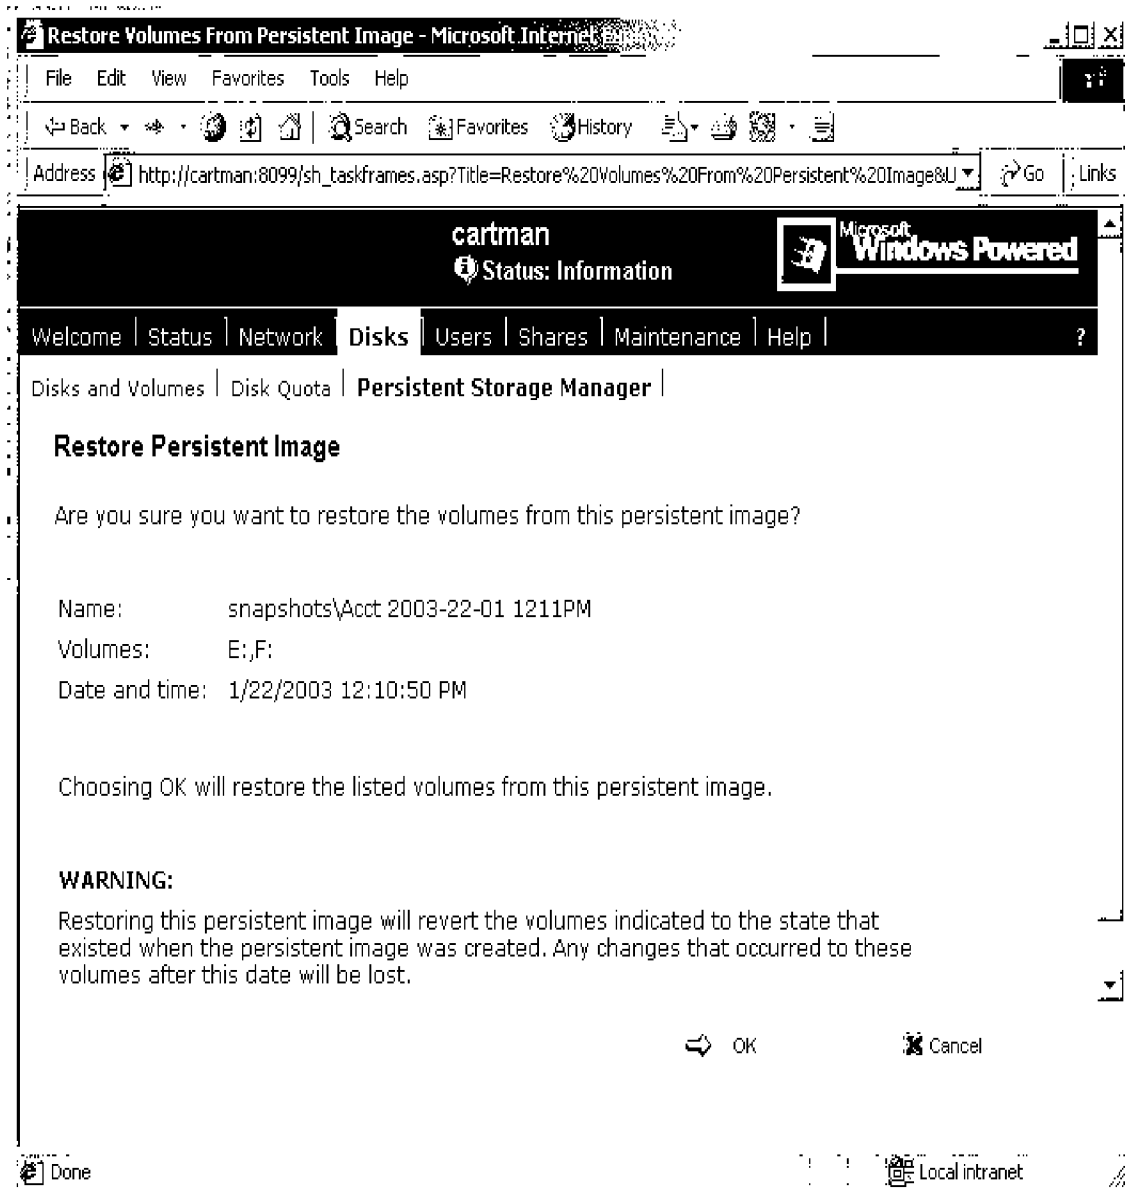 Restore Volumes From Persistent Image - Microsoft Internet
File Edit View Favorites Tools Help
Back Search Favorites History
Address http://cartman:8099/sh_taskframes.asp?Title=Restore%20Volumes%20From%20Persistent%20Image&U Go Links
cartman
Status: Information
Microsoft
Windows Powered
Welcome Status Network Disks Users Shares Maintenance Help ?
Disks and Volumes Disk Quota Persistent Storage Manager
Restore Persistent Image
Are you sure you want to restore the volumes from this persistent image?
Name: snapshots\Acct 2003-22-01 1211PM
Volumes: E:,F:
Date and time: 1/22/2003 12:10:50 PM
Choosing OK will restore the listed volumes from this persistent image.
WARNING:
Restoring this persistent image will revert the volumes indicated to the state that
existed when the persistent image was created. Any changes that occurred to these
volumes after this date will be lost.
OK Cancel
Done Local intranet